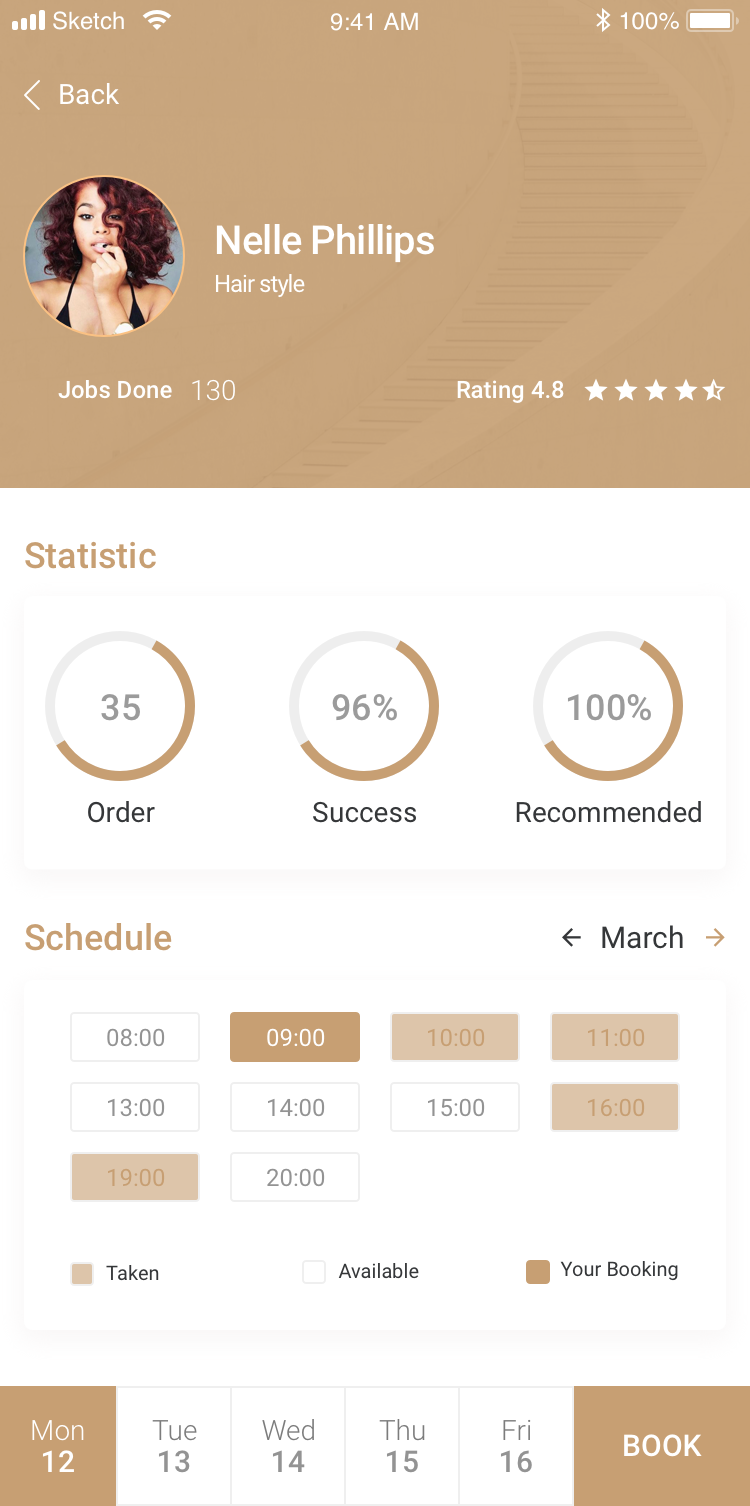 Sketch 9:41 AM 100%
Back
Nelle Phillips
Hair style
Jobs Done 130 Rating 4.8
Statistic
35 96% 100%
Order Success Recommended
Schedule March
08:00 09:00 10:00 11:00
13:00 14:00 15:00 16:00
19:00 20:00
Taken Available Your Booking
Mon Tue Wed Thu Fri
12 13 14 15 16
BOOK